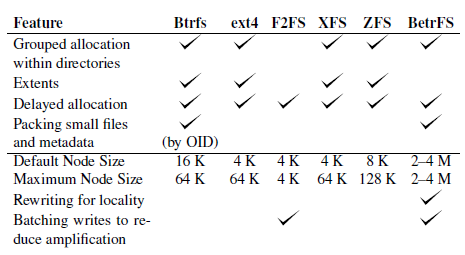 Feature Btrfs ext4 F2FS XFS ZFS BetrFS
Grouped allocation ✓ ✓ ✓ ✓ ✓
within directories
Extents ✓ ✓ ✓ ✓
Delayed allocation ✓ ✓ ✓ ✓ ✓ ✓
Packing small files ✓ ✓
and metadata (by OID)
Default Node Size 16 K 4 K 4 K 4 K 8 K 2–4 M
Maximum Node Size 64 K 64 K 4 K 64 K 128 K 2–4 M
Rewriting for locality ✓
Batching writes to re- ✓ ✓
duce amplification